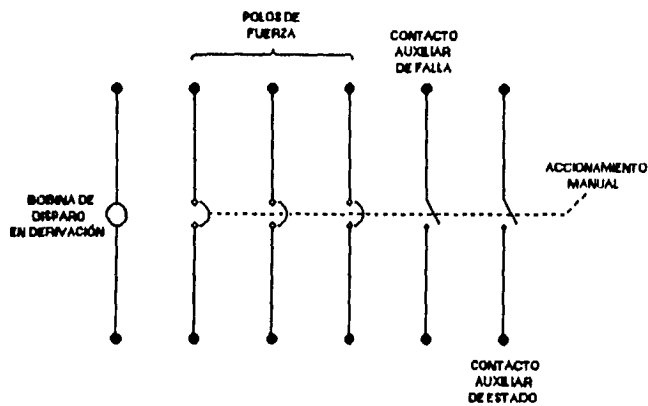 POLOS DE
FUERZA
CONTACTO
AUXILIAR
DE FALLA
ACCIONAMIENTO
MANUAL
BOBINA DE
DISPARO
EN DERIVACIÓN
CONTACTO
AUXILIAR
DE ESTADO